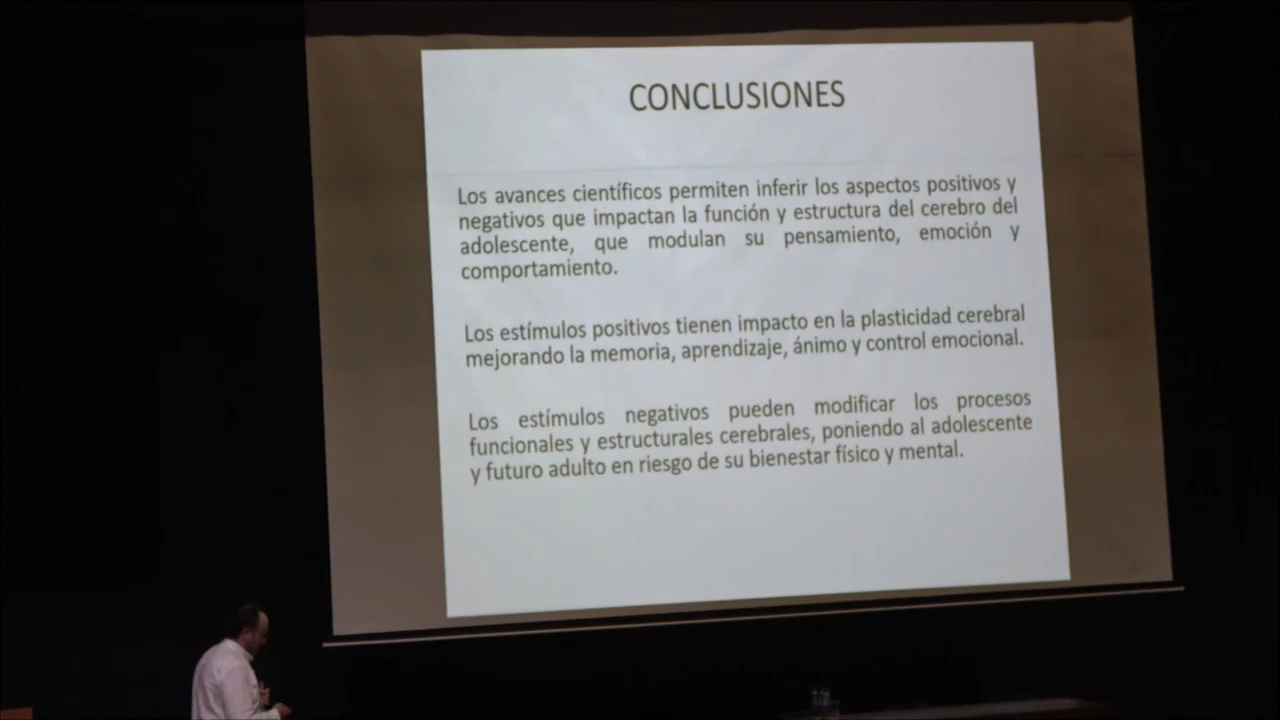 CONCLUSIONES
Los avances científicos permiten inferir los aspectos positivos y
negativos que impactan la función y estructura del cerebro del
adolescente, que modulan su pensamiento, emoción y
comportamiento.
Los estímulos positivos tienen impacto en la plasticidad cerebral
mejorando la memoria, aprendizaje, ánimo y control emocional.
Los estímulos negativos pueden modificar los procesos
funcionales y estructurales cerebrales, poniendo al adolescente
y futuro adulto en riesgo de su bienestar físico y mental.